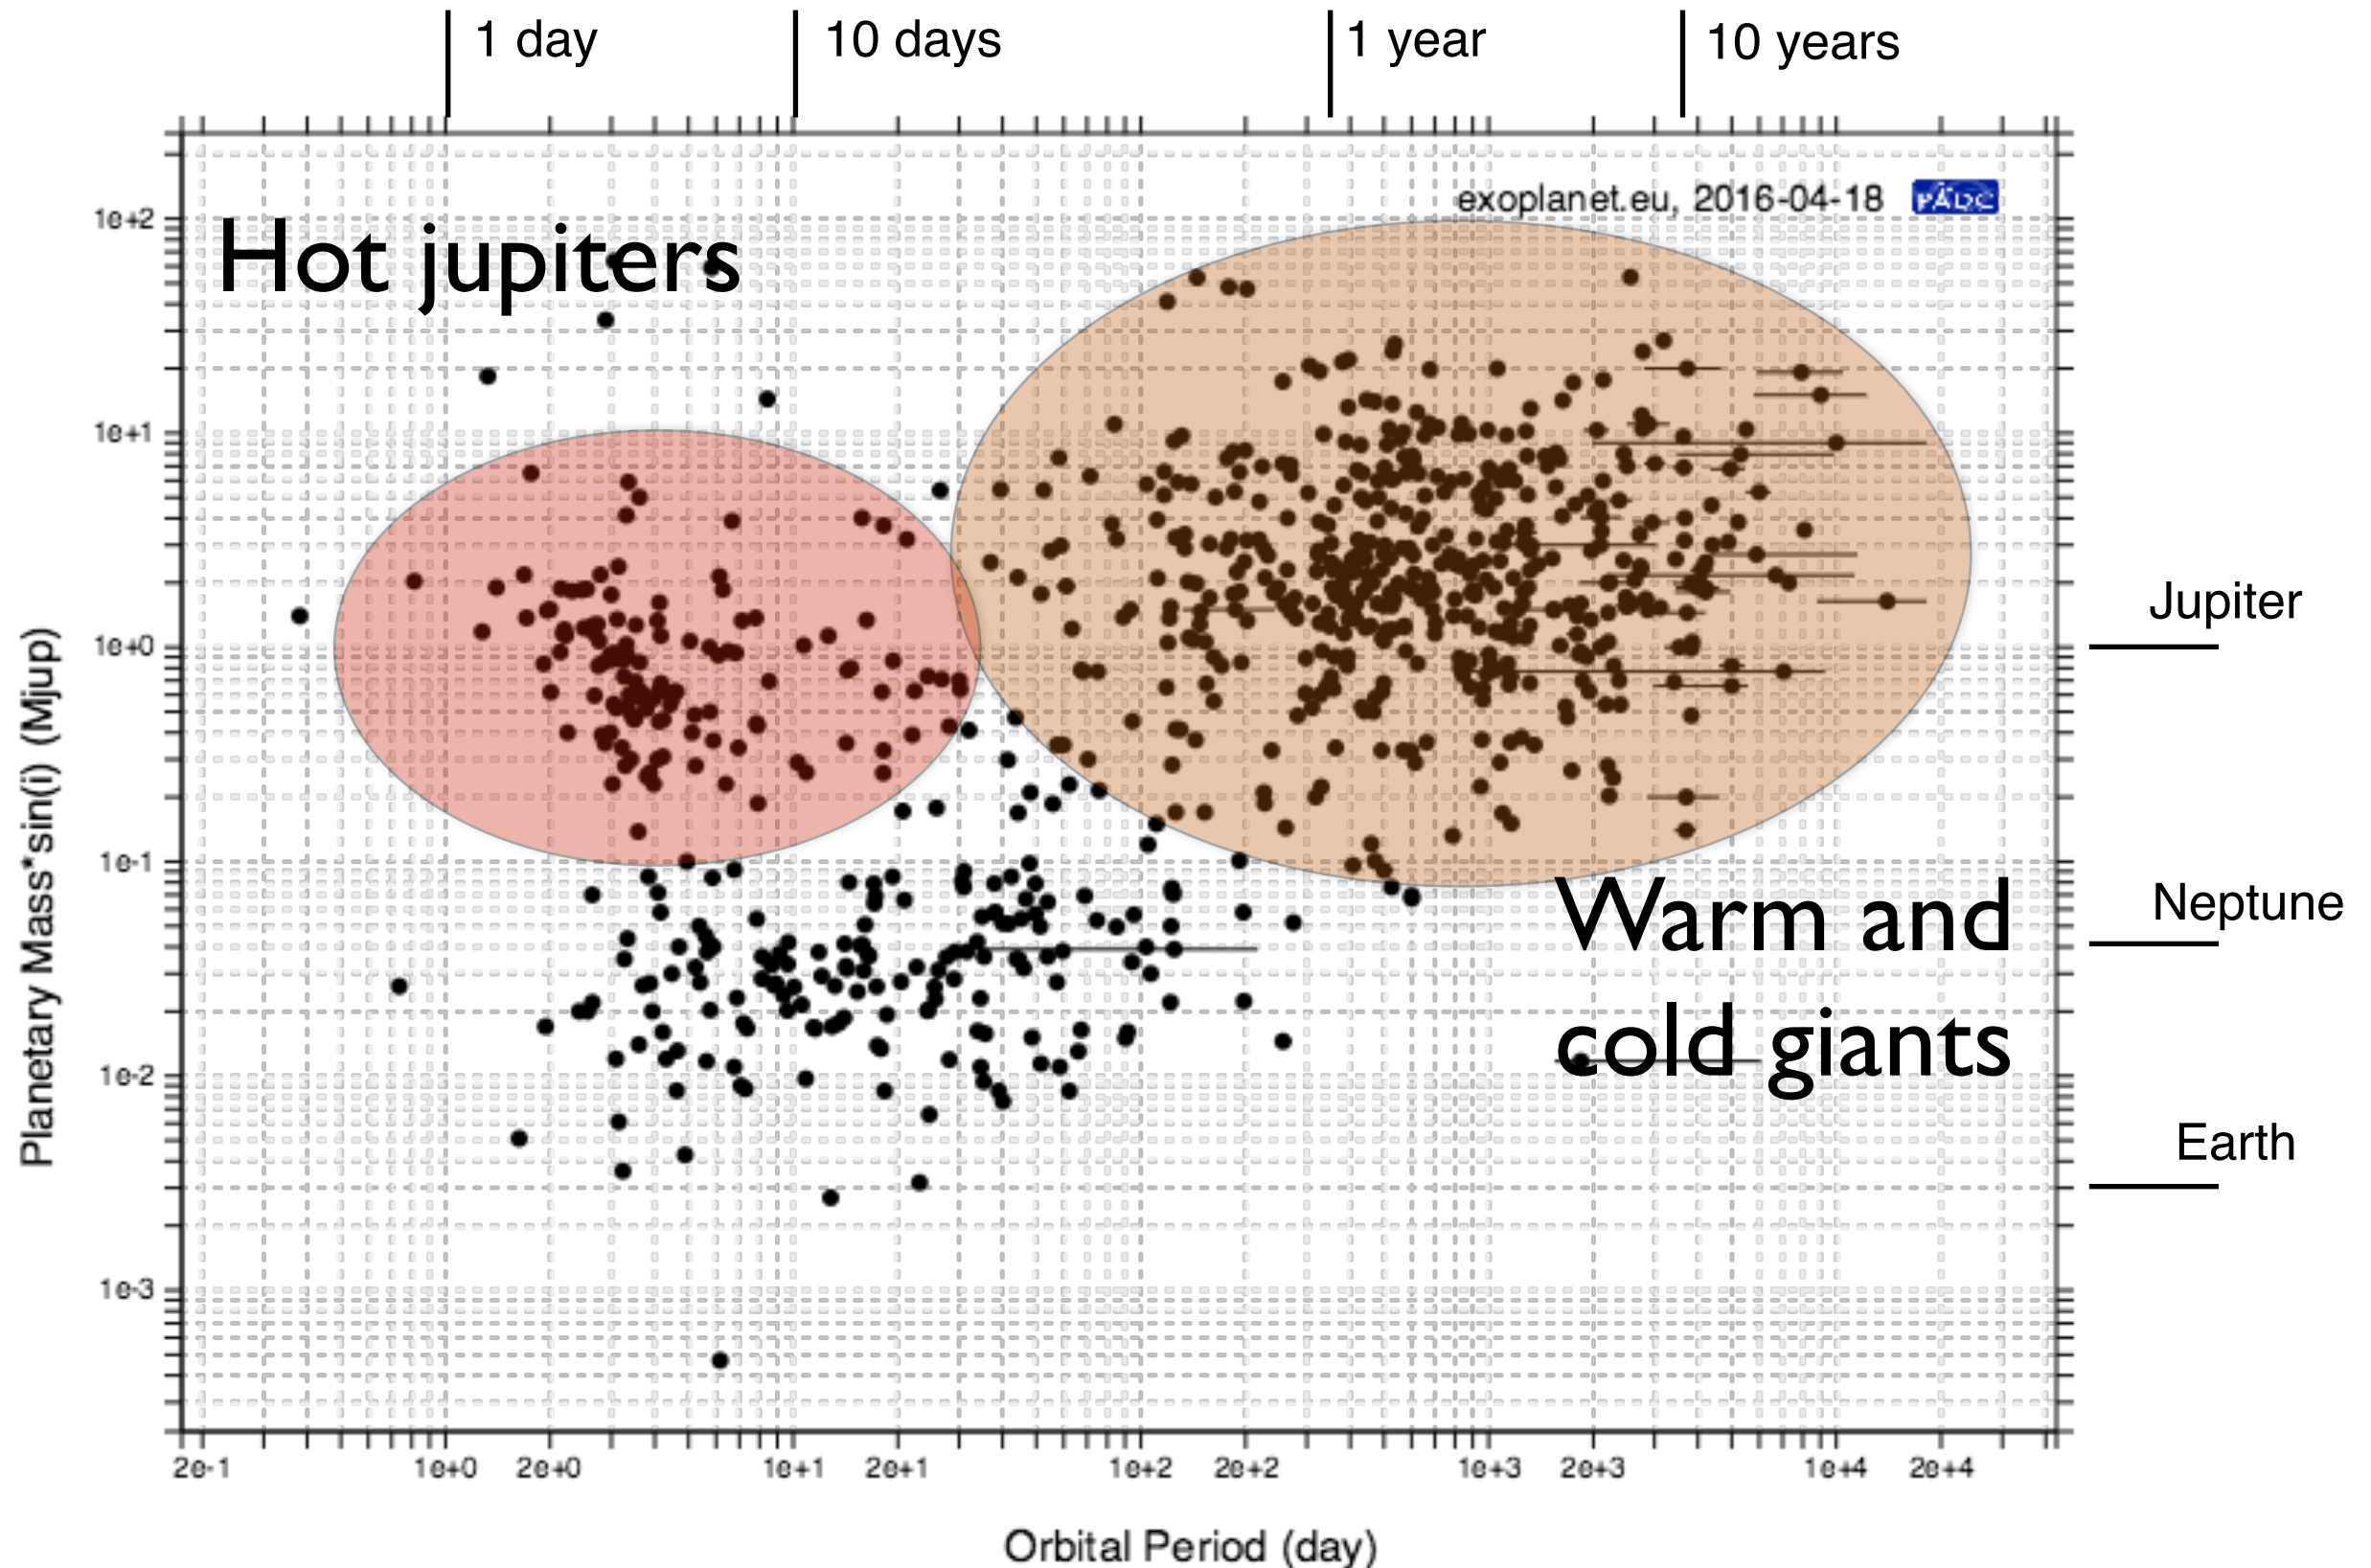 1 day
10 days
1 year
10 years
exoplanet.eu, 2016-04-18
PADC
Hot jupiters
1e+2
1e+1
1e+0
1e-1
1e-2
1e-3
Planetary Mass*sin(i) (Mjup)
Jupiter
Neptune
Earth
Warm and
cold giants
2e-1 1e+0 2e+0 1e+1 2e+1 1e+2 2e+2 1e+3 2e+3 1e+4 2e+4
Orbital Period (day)